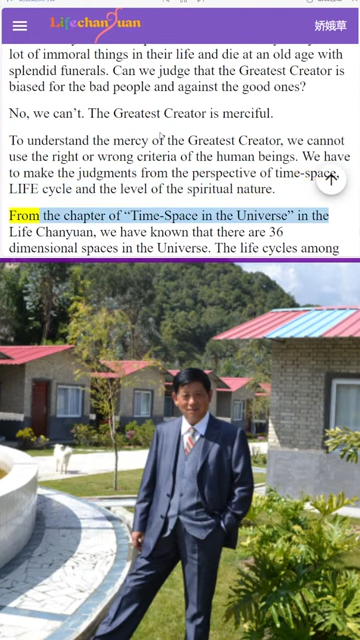 Lifechanyuan
娇娥草
lot of immoral things in their life and die at an old age with
splendid funerals. Can we judge that the Greatest Creator is
biased for the bad people and against the good ones?
No, we can't. The Greatest Creator is merciful.
To understand the mercy of the Greatest Creator, we cannot
use the right or wrong criteria of the human beings. We have
to make the judgments from the perspective of time-space,
LIFE cycle and the level of the spiritual nature.
From the chapter of “Time-Space in the Universe” in the
Life Chanyuan, we have known that there are 36
dimensional spaces in the Universe. The life cycles among